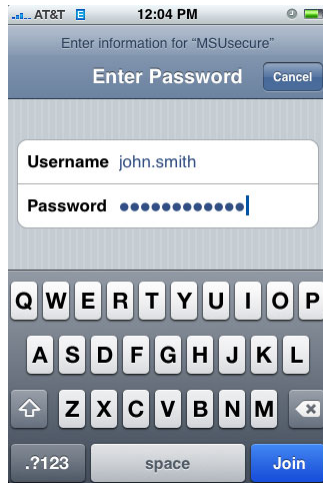 AT&T E 12:04 PM
Enter information for “MSUsecure”
Enter Password Cancel
Username john.smith
Password ●●●●●●●●●●●●
Q W E R T Y U I O P
A S D F G H J K L
Z X C V B N M
.?123 space Join